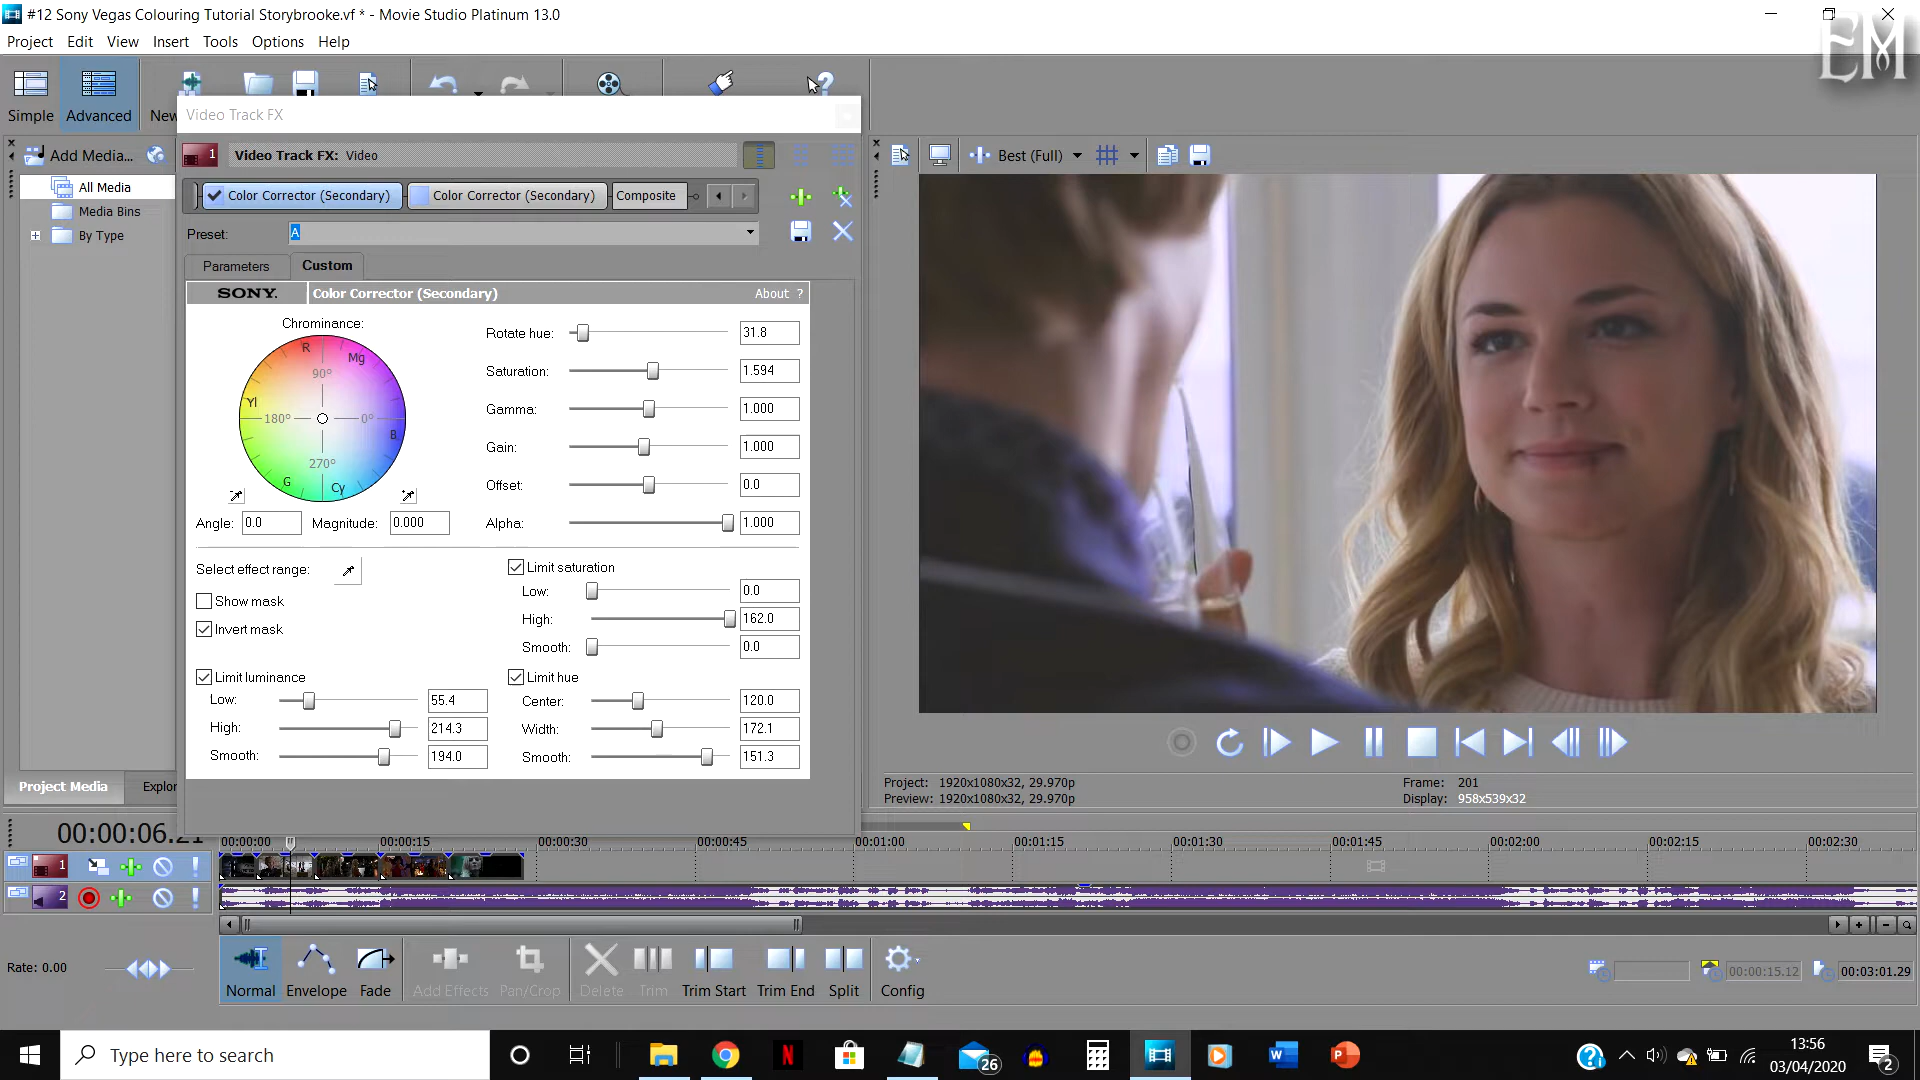 #12 Sony Vegas Colouring Tutorial Storybrooke.vf * - Movie Studio Platinum 13.0
Project Edit View Insert Tools Options Help
EM
Simple Advanced New
Video Track FX
Add Media...
1 Video Track FX: Video
Best (Full)
All Media
Color Corrector (Secondary) Color Corrector (Secondary) Composite
Media Bins
By Type
Preset: A
Parameters Custom
SONY. Color Corrector (Secondary) About ?
Chrominance:
R Mg
90°
Yl 180° 0° B
270°
G Cy
Rotate hue: 31.8
Saturation: 1.594
Gamma: 1.000
Gain: 1.000
Offset: 0.0
Angle: 0.0 Magnitude: 0.000 Alpha: 1.000
Select effect range:
Show mask
Invert mask
Limit saturation
Low: 0.0
High: 162.0
Smooth: 0.0
Limit luminance
Low: 55.4
High: 214.3
Smooth: 194.0
Limit hue
Center: 120.0
Width: 172.1
Smooth: 151.3
Project Media Explor
Project: 1920x1080x32, 29.970p Frame: 201
Preview: 1920x1080x32, 29.970p Display: 958x539x32
00:00:06.21
00:00:00 00:00:15 00:00:30 00:00:45 00:01:00 00:01:15 00:01:30 00:01:45 00:02:00 00:02:15 00:02:30
1
2
Rate: 0.00
Normal Envelope Fade Add Effects Pan/Crop Delete Trim Trim Start Trim End Split Config
00:00:15.12 00:03:01.29
Type here to search
26
13:56
03/04/2020
2